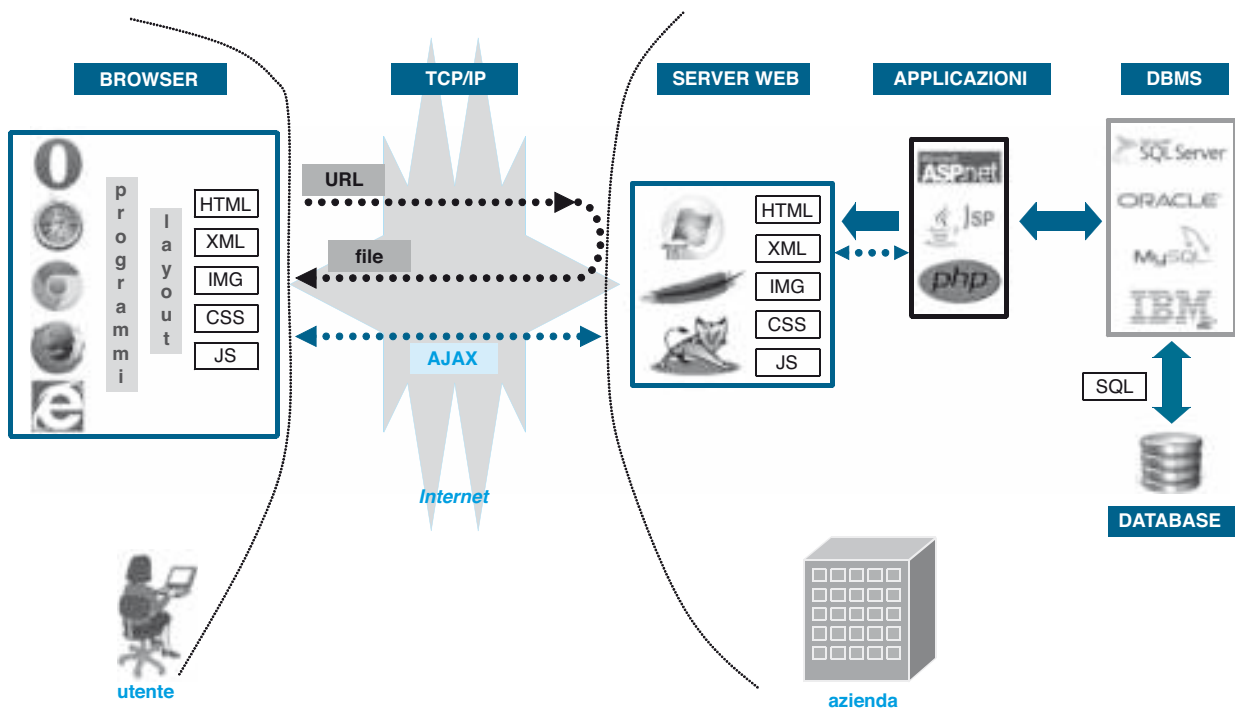 BROWSER
TCP/IP
SERVER WEB
APPLICAZIONI
DBMS
programmi
layout
HTML
XML
IMG
CSS
JS
URL
file
AJAX
Internet
HTML
XML
IMG
CSS
JS
ASP.net
JSP
php
SQL Server
ORACLE
MySQL
IBM
SQL
DATABASE
utente
azienda